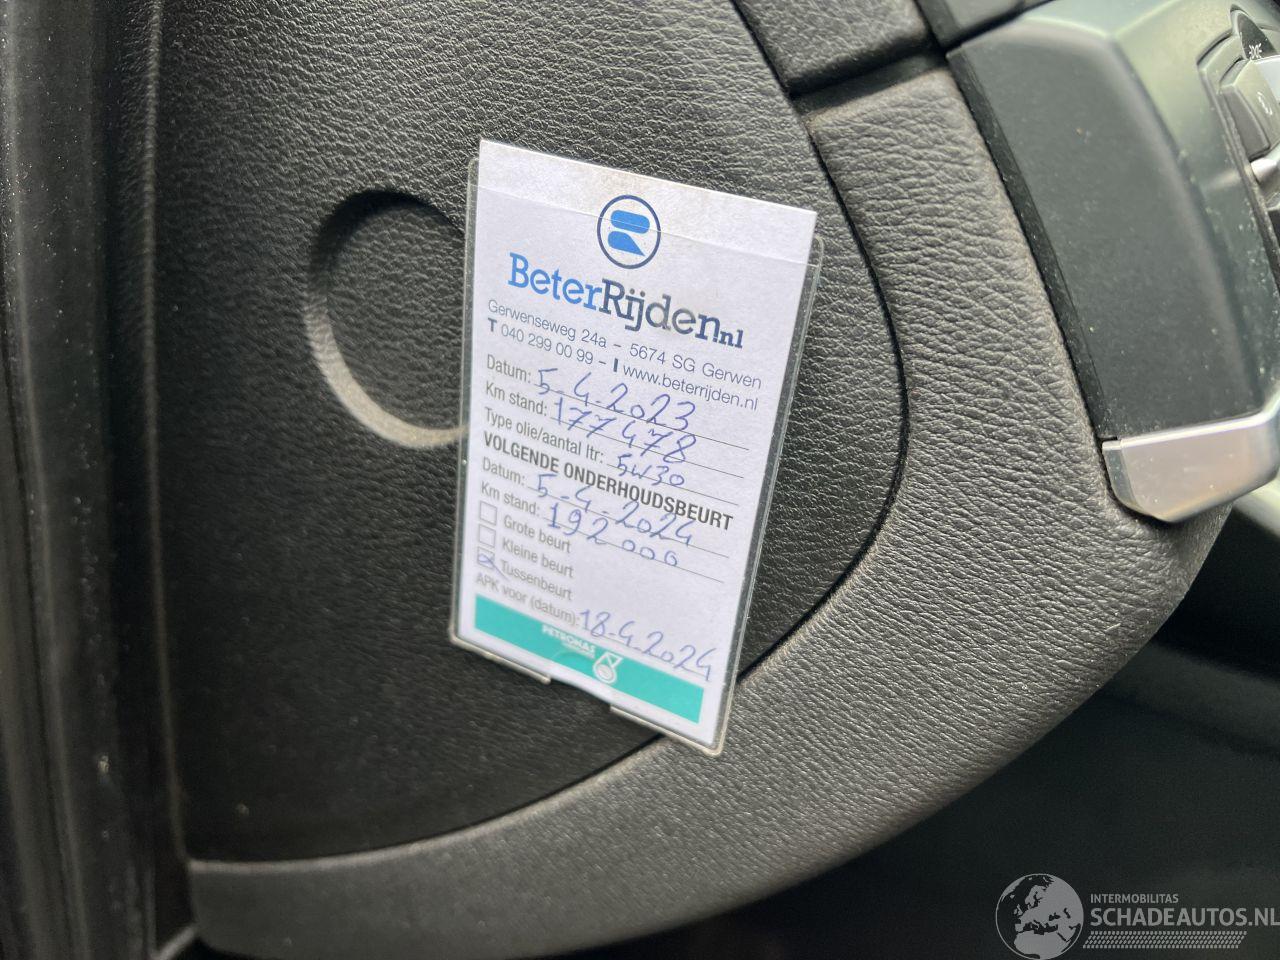 BeterRijden.nl
Gerwenseweg 24a - 5674 SG Gerwen
T 040 299 00 99 - I www.beterrijden.nl
Datum: 5-4-2023
Km stand: 177478
Type olie/aantal ltr: 5W30
VOLGENDE ONDERHOUDSBEURT
Datum: 5-4-2024
Km stand: 192000
Grote beurt
Kleine beurt
Tussenbeurt
APK voor (datum): 18-4-2024
PETRONAS
INTERMOBILITAS
SCHADEAUTOS.NL